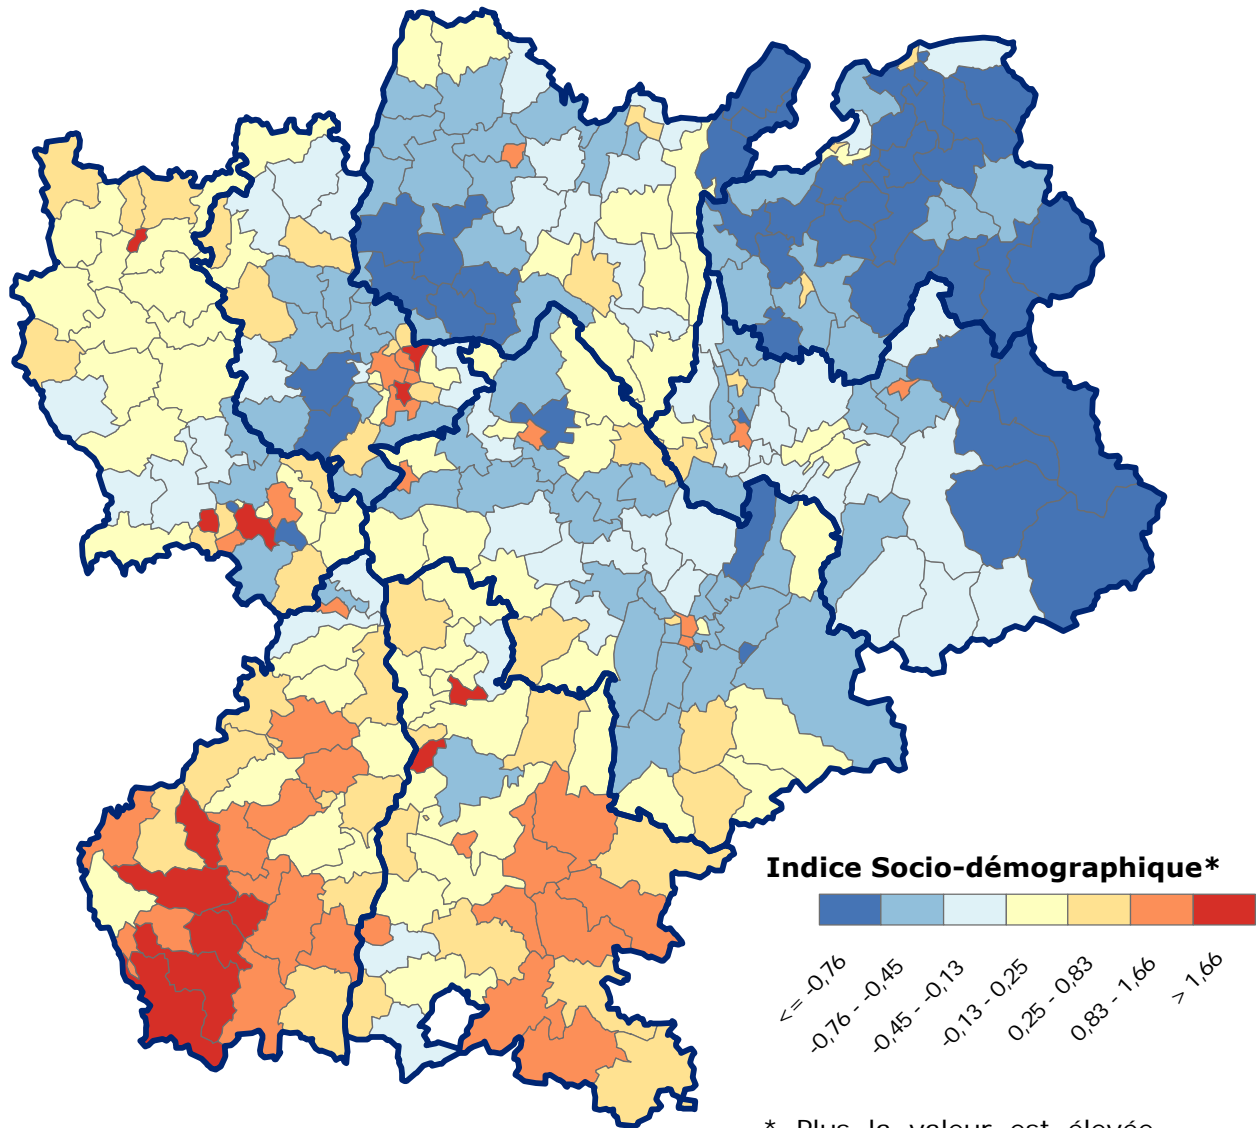 Indice Socio-démographique*
<= -0,76
-0,76 - -0,45
-0,45 - -0,13
-0,13 - 0,25
0,25 - 0,83
0,83 - 1,66
> 1,66
* Plus la valeur est élevée